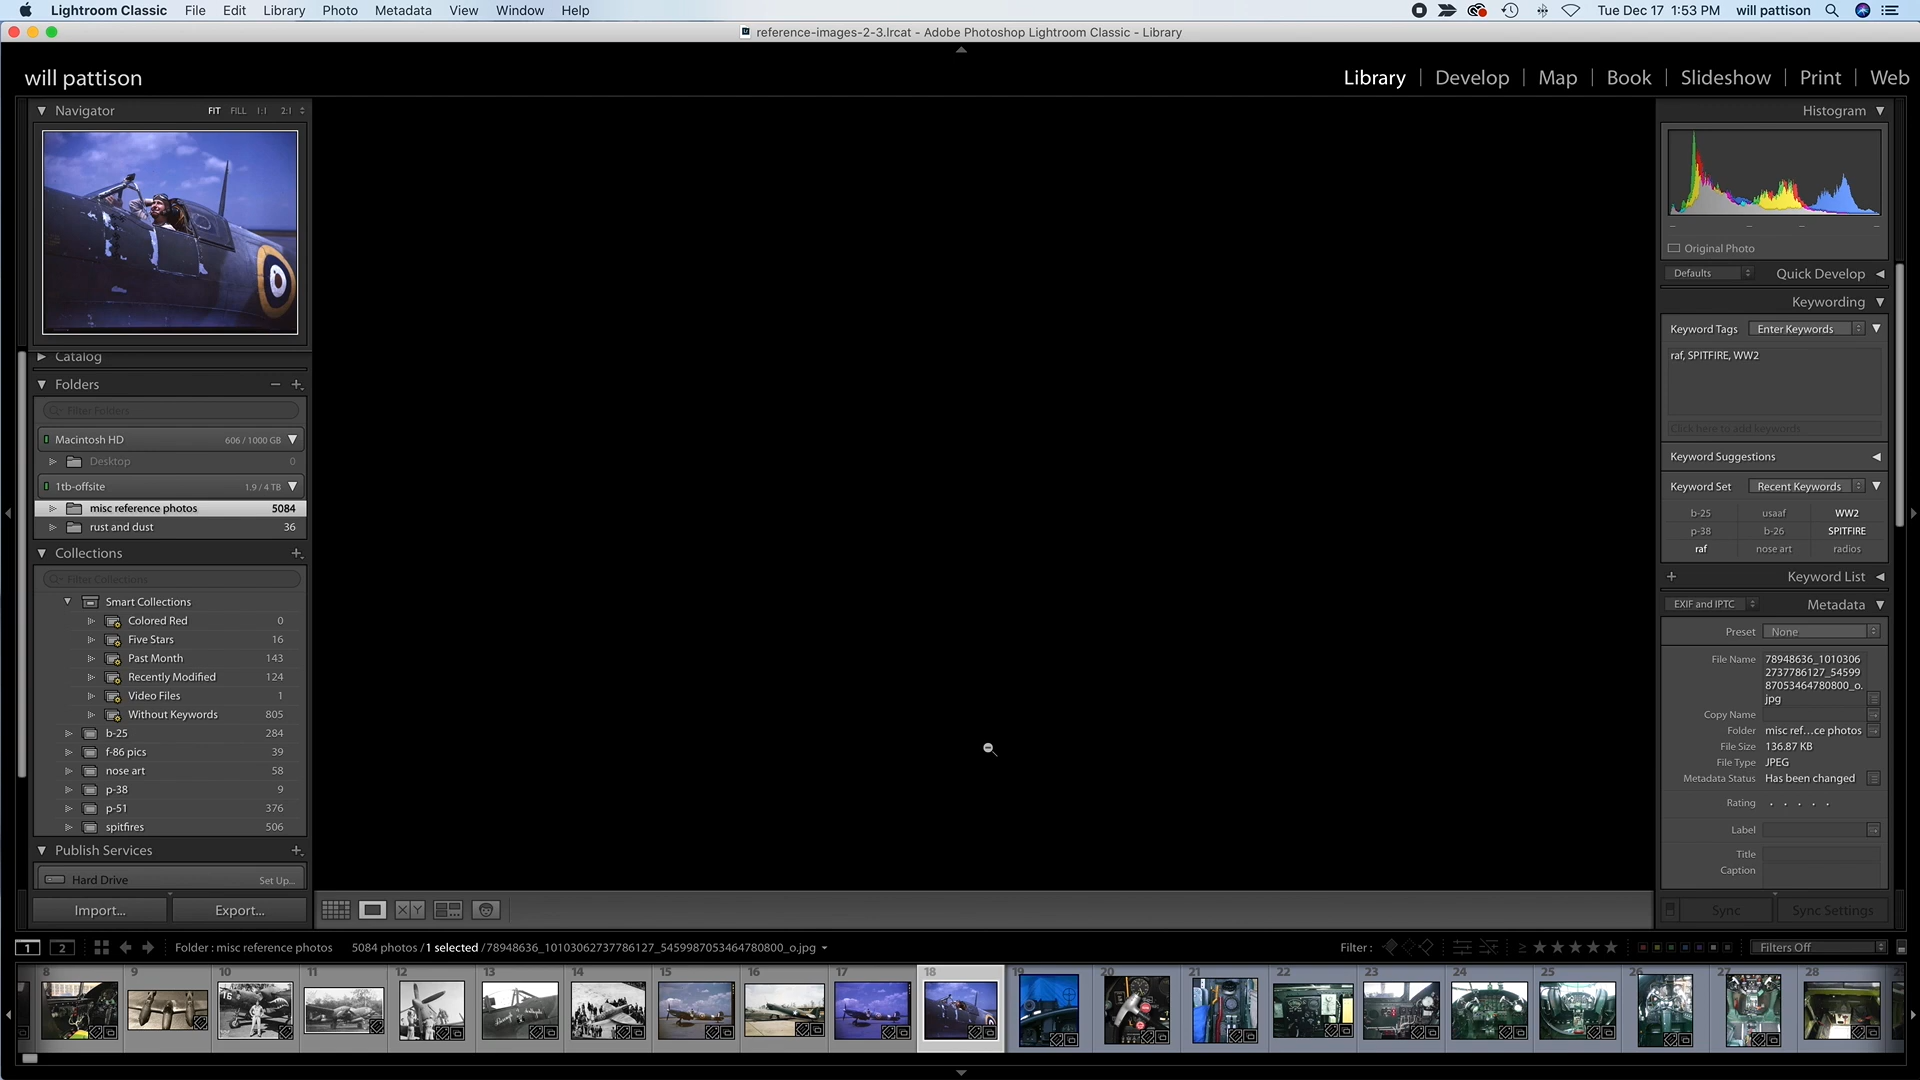 Lightroom Classic File Edit Library Photo Metadata View Window Help Tue Dec 17 1:53 PM will pattison
reference-images-2-3.lrcat - Adobe Photoshop Lightroom Classic - Library
will pattison
Library | Develop | Map | Book | Slideshow | Print | Web
Navigator FIT FILL 1:1 2:1
Catalog
Folders
Filter Folders
Macintosh HD 606 / 1000 GB
Desktop 0
1tb-offsite 1.9 / 4 TB
misc reference photos 5084
rust and dust 36
Collections
Filter Collections
Smart Collections
Colored Red 0
Five Stars 16
Past Month 143
Recently Modified 124
Video Files 1
Without Keywords 805
b-25 284
f-86 pics 39
nose art 58
p-38 9
p-51 376
spitfires 506
Publish Services
Hard Drive Set Up...
Import... Export...
Histogram
Original Photo
Defaults Quick Develop
Keywording
Keyword Tags Enter Keywords
raf, SPITFIRE, WW2
Click here to add keywords
Keyword Suggestions
Keyword Set Recent Keywords
b-25 usaaf WW2
p-38 b-26 SPITFIRE
raf nose art radios
Keyword List
EXIF and IPTC Metadata
Preset None
File Name 78948636_1010306
2737786127_54599
87053464780800_o.
jpg
Copy Name
Folder misc ref...ce photos
File Size 136.87 KB
File Type JPEG
Metadata Status Has been changed
Rating
Label
Title
Caption
Sync Sync Settings
X Y
1 2 Folder : misc reference photos 5084 photos / 1 selected / 78948636_10103062737786127_5459987053464780800_o.jpg
Filter : Filters Off
8 9 10 11 12 13 14 15 16 17 18 19 20 21 22 23 24 25 26 27 28